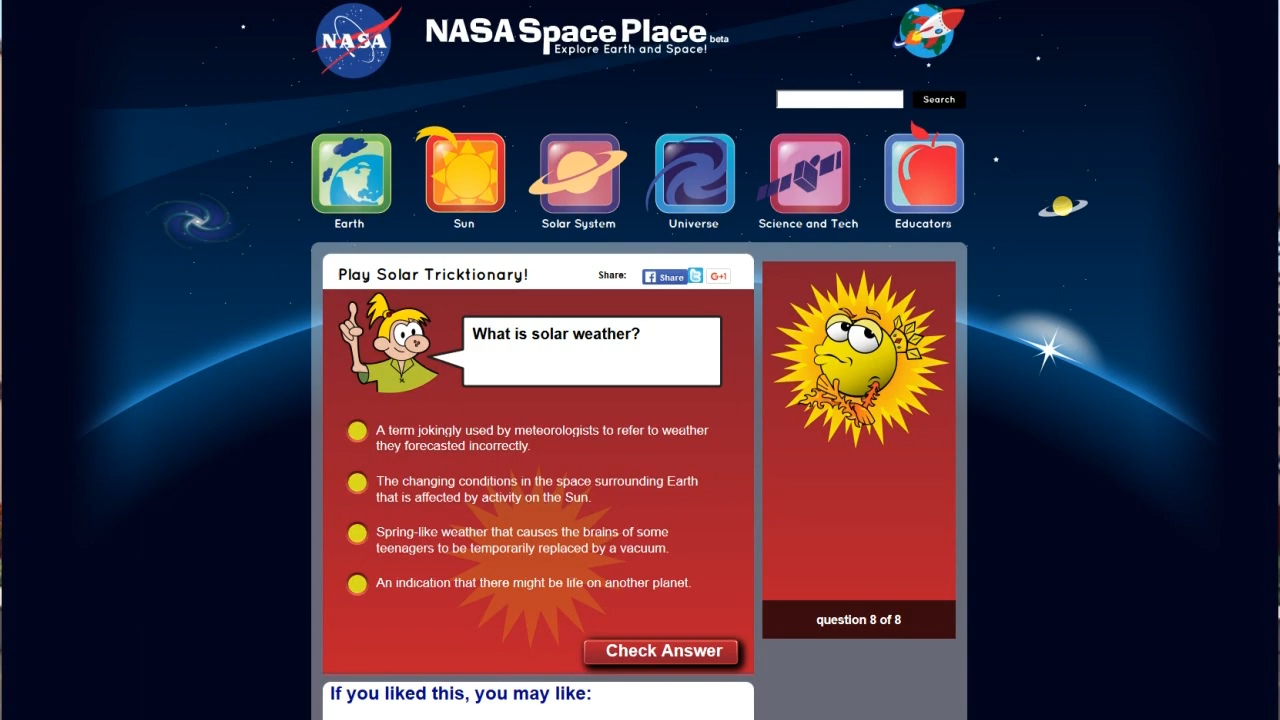 NASA
NASA Space Place beta
Explore Earth and Space!
Search
Earth
Sun
Solar System
Universe
Science and Tech
Educators
Play Solar Tricktionary!
Share:
Share
G+1
What is solar weather?
A term jokingly used by meteorologists to refer to weather
they forecasted incorrectly.
The changing conditions in the space surrounding Earth
that is affected by activity on the Sun.
Spring-like weather that causes the brains of some
teenagers to be temporarily replaced by a vacuum.
An indication that there might be life on another planet.
Check Answer
question 8 of 8
If you liked this, you may like: